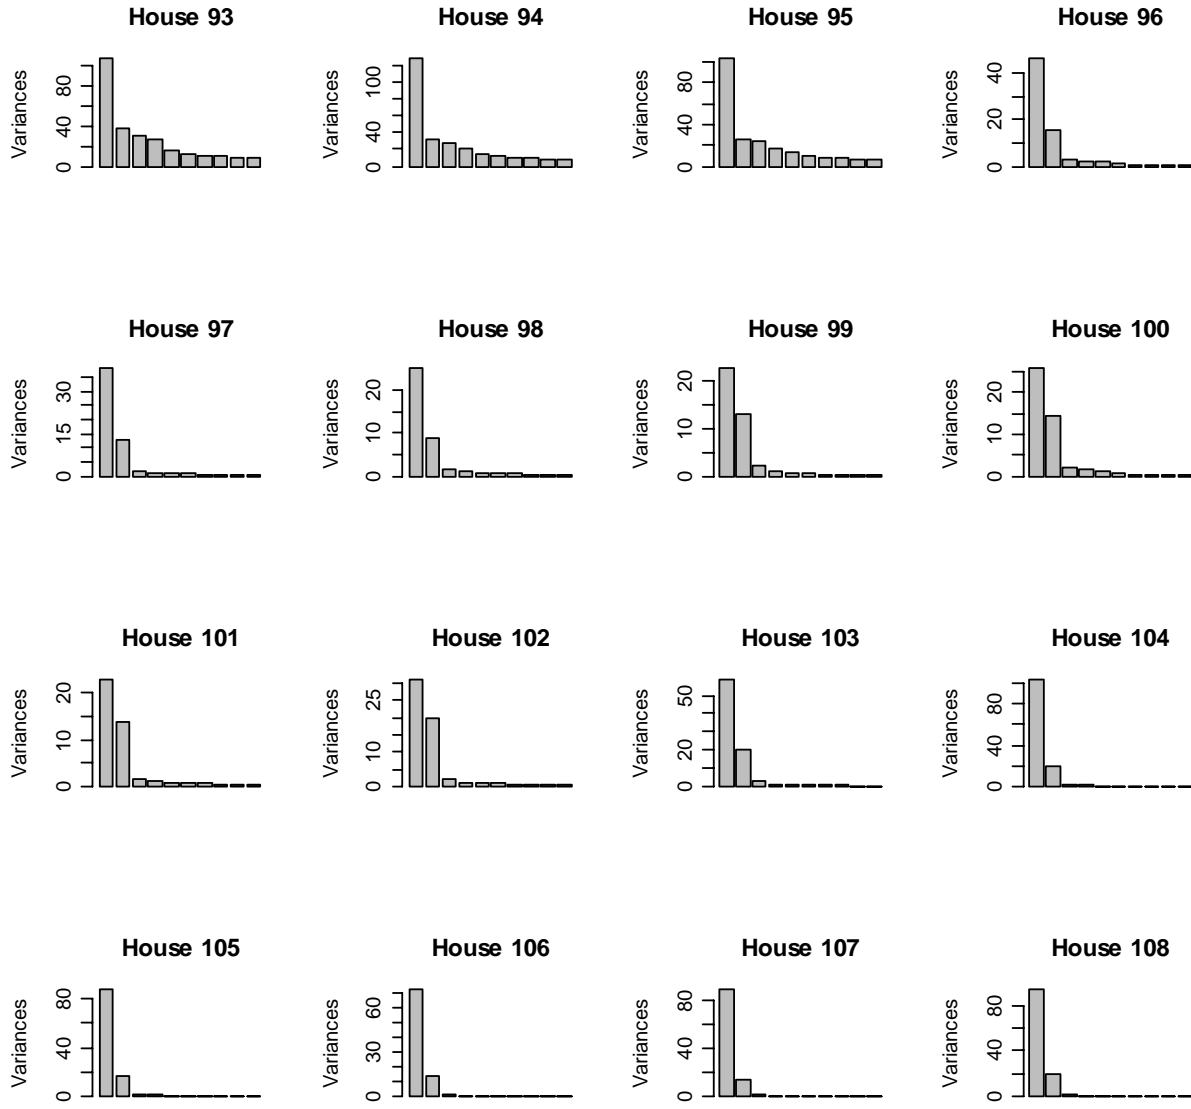 House 93
House 94
House 95
House 96
Variances
0 40 80
Variances
0 40 100
Variances
0 40 80
Variances
0 20 40
House 97
House 98
House 99
House 100
Variances
0 15 30
Variances
0 10 20
Variances
0 10 20
Variances
0 10 20
House 101
House 102
House 103
House 104
Variances
0 10 20
Variances
0 10 25
Variances
0 20 50
Variances
0 40 80
House 105
House 106
House 107
House 108
Variances
0 40 80
Variances
0 30 60
Variances
0 40 80
Variances
0 40 80